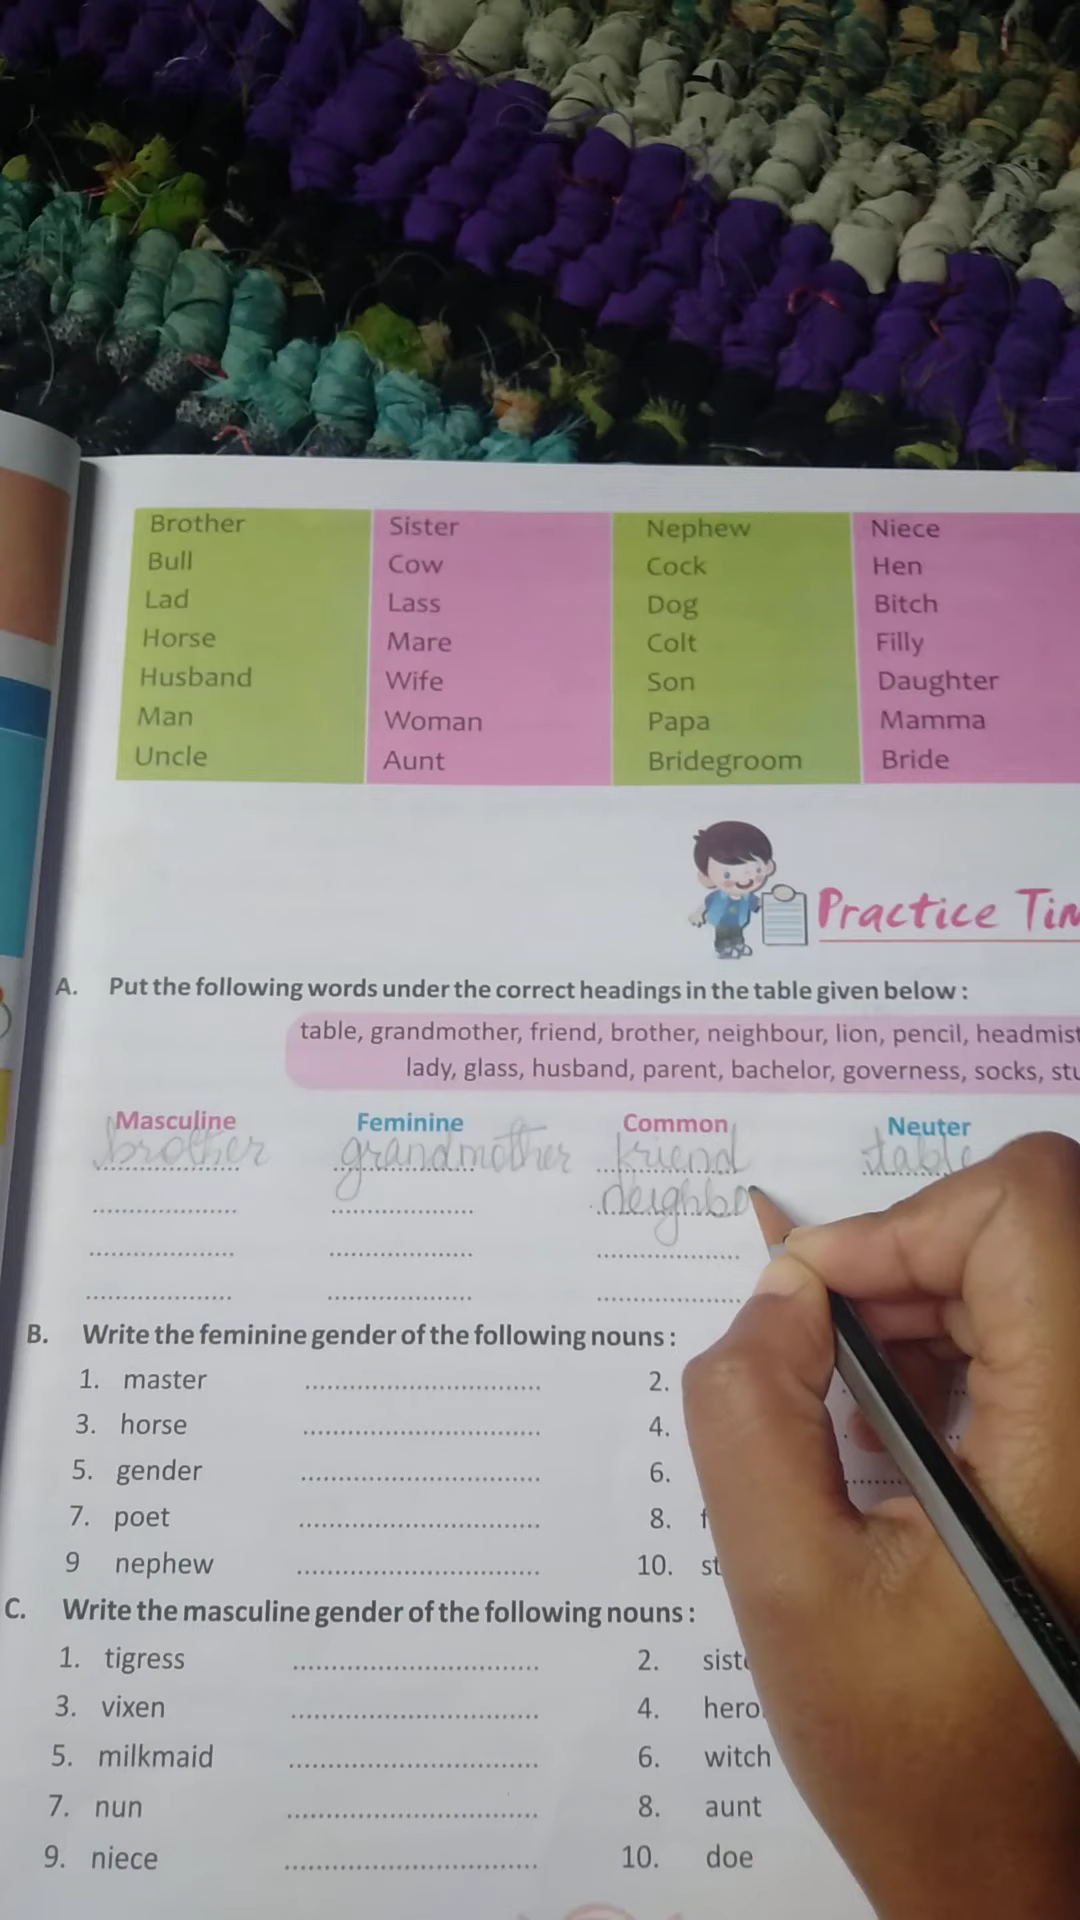 Brother Sister Nephew Niece
Bull Cow Cock Hen
Lad Lass Dog Bitch
Horse Mare Colt Filly
Husband Wife Son Daughter
Man Woman Papa Mamma
Uncle Aunt Bridegroom Bride
Practice
A. Put the following words under the correct headings in the table given below :
table, grandmother, friend, brother, neighbour, lion, pencil,
lady, glass, husband, parent, bachelor, governess, socks,
Masculine Feminine Common Neuter
brother grandmother friend table
neighbo
B. Write the feminine gender of the following nouns :
1. master 2.
3. horse 4.
5. gender 6.
7. poet 8.
9 nephew 10. st
C. Write the masculine gender of the following nouns :
1. tigress 2.
3. vixen 4. hero
5. milkmaid 6. witch
7. nun 8. aunt
9. niece 10. doe